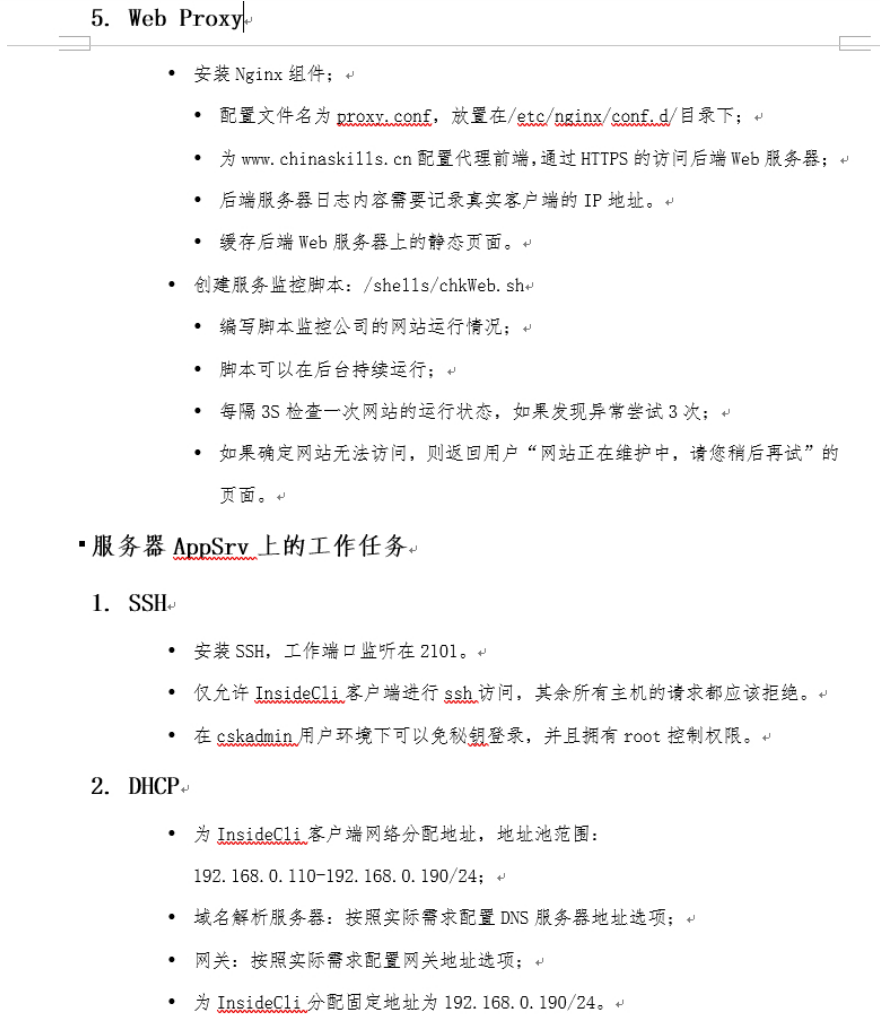 5. Web Proxy
• 安装 Nginx 组件;
• 配置文件名为 proxy.conf，放置在/etc/nginx/conf.d/目录下;
• 为 www.chinaskills.cn 配置代理前端,通过 HTTPS 的访问后端 Web 服务器;
• 后端服务器日志内容需要记录真实客户端的 IP 地址。
• 缓存后端 Web 服务器上的静态页面。
• 创建服务监控脚本: /shells/chkWeb.sh
• 编写脚本监控公司的网站运行情况;
• 脚本可以在后台持续运行;
• 每隔 3S 检查一次网站的运行状态，如果发现异常尝试 3 次;
• 如果确定网站无法访问，则返回用户“网站正在维护中，请您稍后再试”的
页面。
▪服务器 AppSrv 上的工作任务
1. SSH
• 安装 SSH，工作端口监听在 2101。
• 仅允许 InsideCli 客户端进行 ssh 访问，其余所有主机的请求都应该拒绝。
• 在 cskadmin 用户环境下可以免秘钥登录，并且拥有 root 控制权限。
2. DHCP
• 为 InsideCli 客户端网络分配地址，地址池范围:
192.168.0.110-192.168.0.190/24;
• 域名解析服务器: 按照实际需求配置 DNS 服务器地址选项;
• 网关: 按照实际需求配置网关地址选项;
• 为 InsideCli 分配固定地址为 192.168.0.190/24。